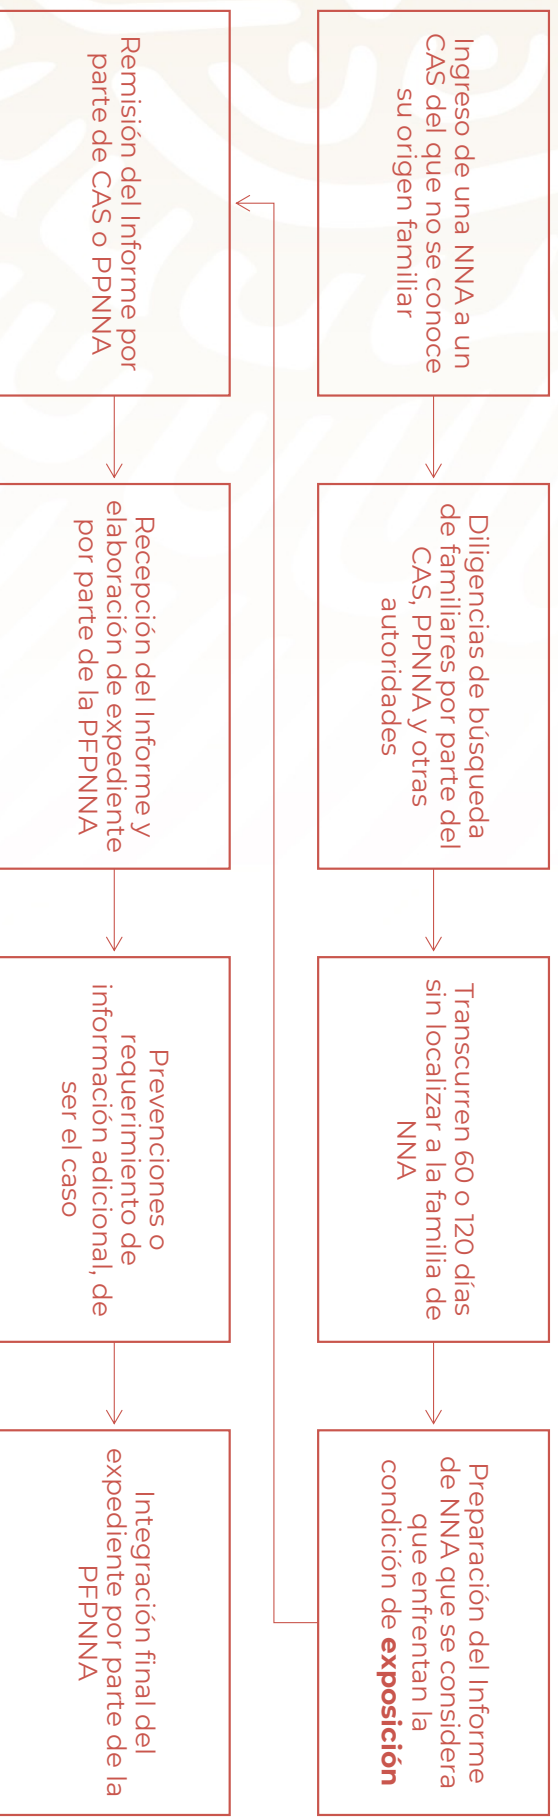 Ingreso de una NNA a un
CAS del que no se conoce
su origen familiar
Diligencias de búsqueda
de familiares por parte del
CAS, PPNNA y otras
autoridades
Transcurren 60 o 120 días
sin localizar a la familia de
NNA
Preparación del Informe
de NNA que se considera
que enfrentan la
condición de exposición
Remisión del Informe por
parte de CAS o PPNNA
Recepción del Informe y
elaboración de expediente
por parte de la PFPNNA
Prevenciones o
requerimiento de
información adicional, de
ser el caso
Integración final del
expediente por parte de la
PFPNNA